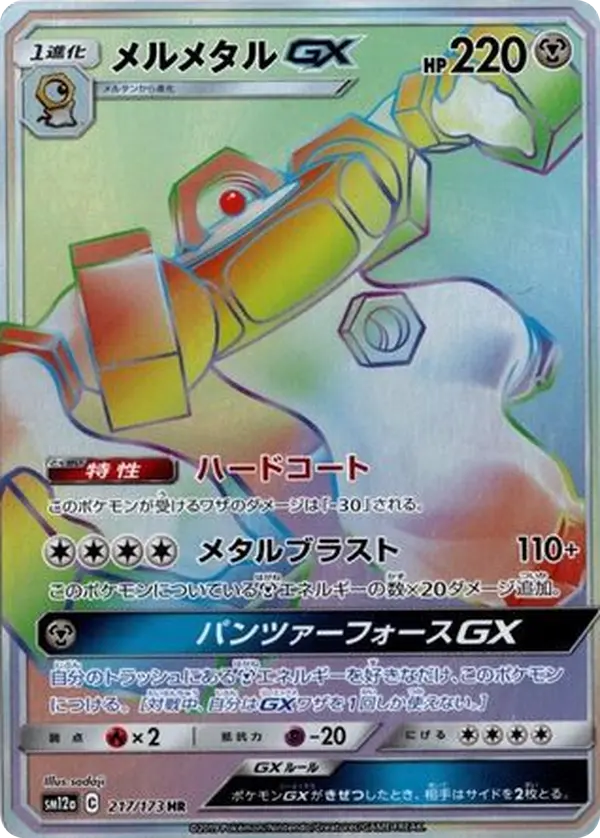 1進化 メルメタルGX HP220
メルタンから進化
特性 ハードコート
このポケモンが受けるワザのダメージは「-30」される。
メタルブラスト 110+
このポケモンについているエネルギーの数×20ダメージ追加。
パンツァーフォースGX
自分のトラッシュにあるエネルギーを好きなだけ、このポケモン
につける。[対戦中、自分はGXワザを1回しか使えない。]
弱点 ×2 抵抗力 -20 にげる
Illus. sadaji
GXルール
ポケモンGXがきぜつしたとき、相手はサイドを2枚とる。
SM12a C 217/173 HR
©2019 Pokémon/Nintendo/Creatures/GAME FREAK.